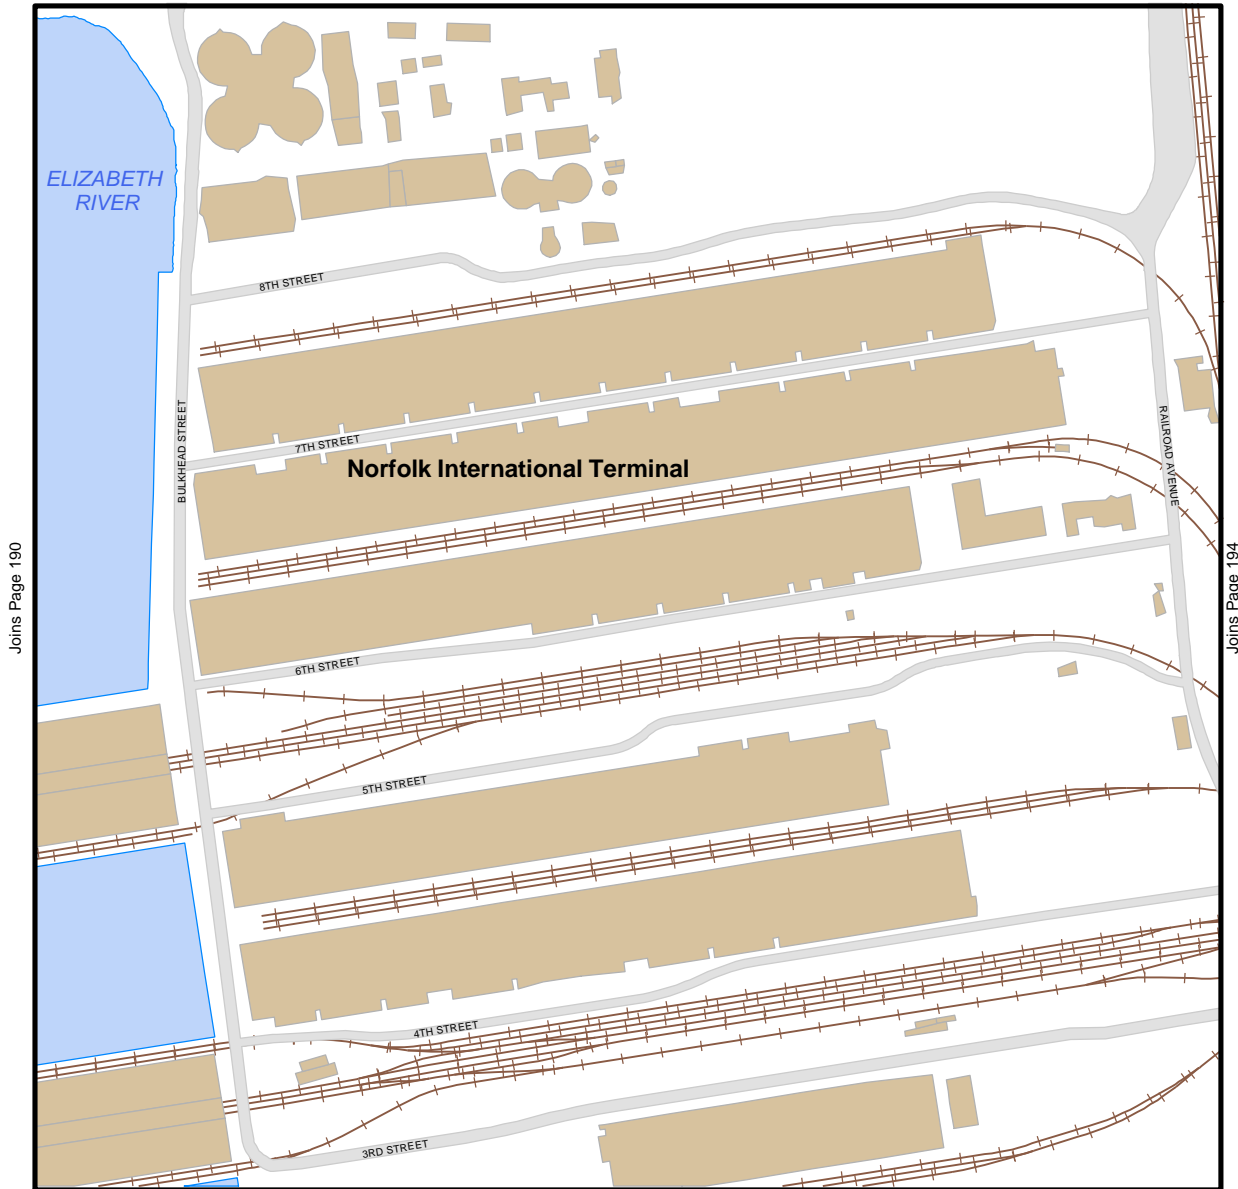 ELIZABETH
RIVER
8TH STREET
BULKHEAD STREET
7TH STREET
RAILROAD AVENUE
Norfolk International Terminal
Joins Page 190
Joins Page 194
6TH STREET
5TH STREET
4TH STREET
3RD STREET